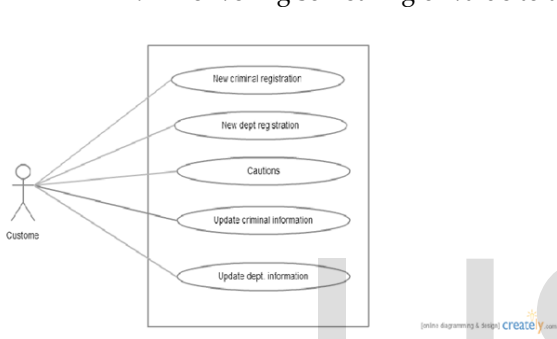 New criminal registration
New dept registration
Cautions
Update criminal information
Update dept. information
Custome
[online diagramming & design] creately.com